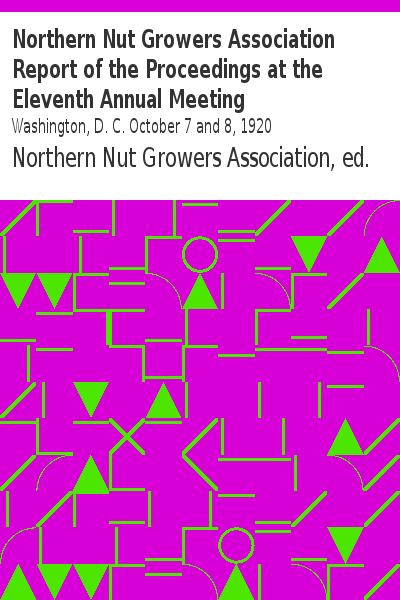 Northern Nut Growers Association
Report of the Proceedings at the
Eleventh Annual Meeting
Washington, D. C. October 7 and 8, 1920
Northern Nut Growers Association, ed.